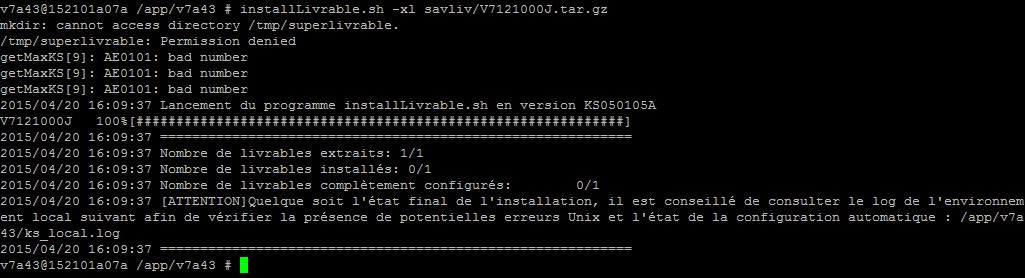 v7a43@152101a07a /app/v7a43 # installLivrable.sh -xl savliv/V7121000J.tar.gz
mkdir: cannot access directory /tmp/superlivrable.
/tmp/superlivrable: Permission denied
getMaxKS[9]: AE0101: bad number
getMaxKS[9]: AE0101: bad number
getMaxKS[9]: AE0101: bad number
2015/04/20 16:09:37 Lancement du programme installLivrable.sh en version KS050105A
V7121000J   100%[#############################################################]
2015/04/20 16:09:37 ===========================================================
2015/04/20 16:09:37 Nombre de livrables extraits: 1/1
2015/04/20 16:09:37 Nombre de livrables installés: 0/1
2015/04/20 16:09:37 Nombre de livrables complètement configurés:        0/1
2015/04/20 16:09:37 [ATTENTION]Quelque soit l'état final de l'installation, il est conseillé de consulter le log de l'environnem
ent local suivant afin de vérifier la présence de potentielles erreurs Unix et l'état de la configuration automatique : /app/v7a
43/ks_local.log
2015/04/20 16:09:37 ===========================================================
v7a43@152101a07a /app/v7a43 #